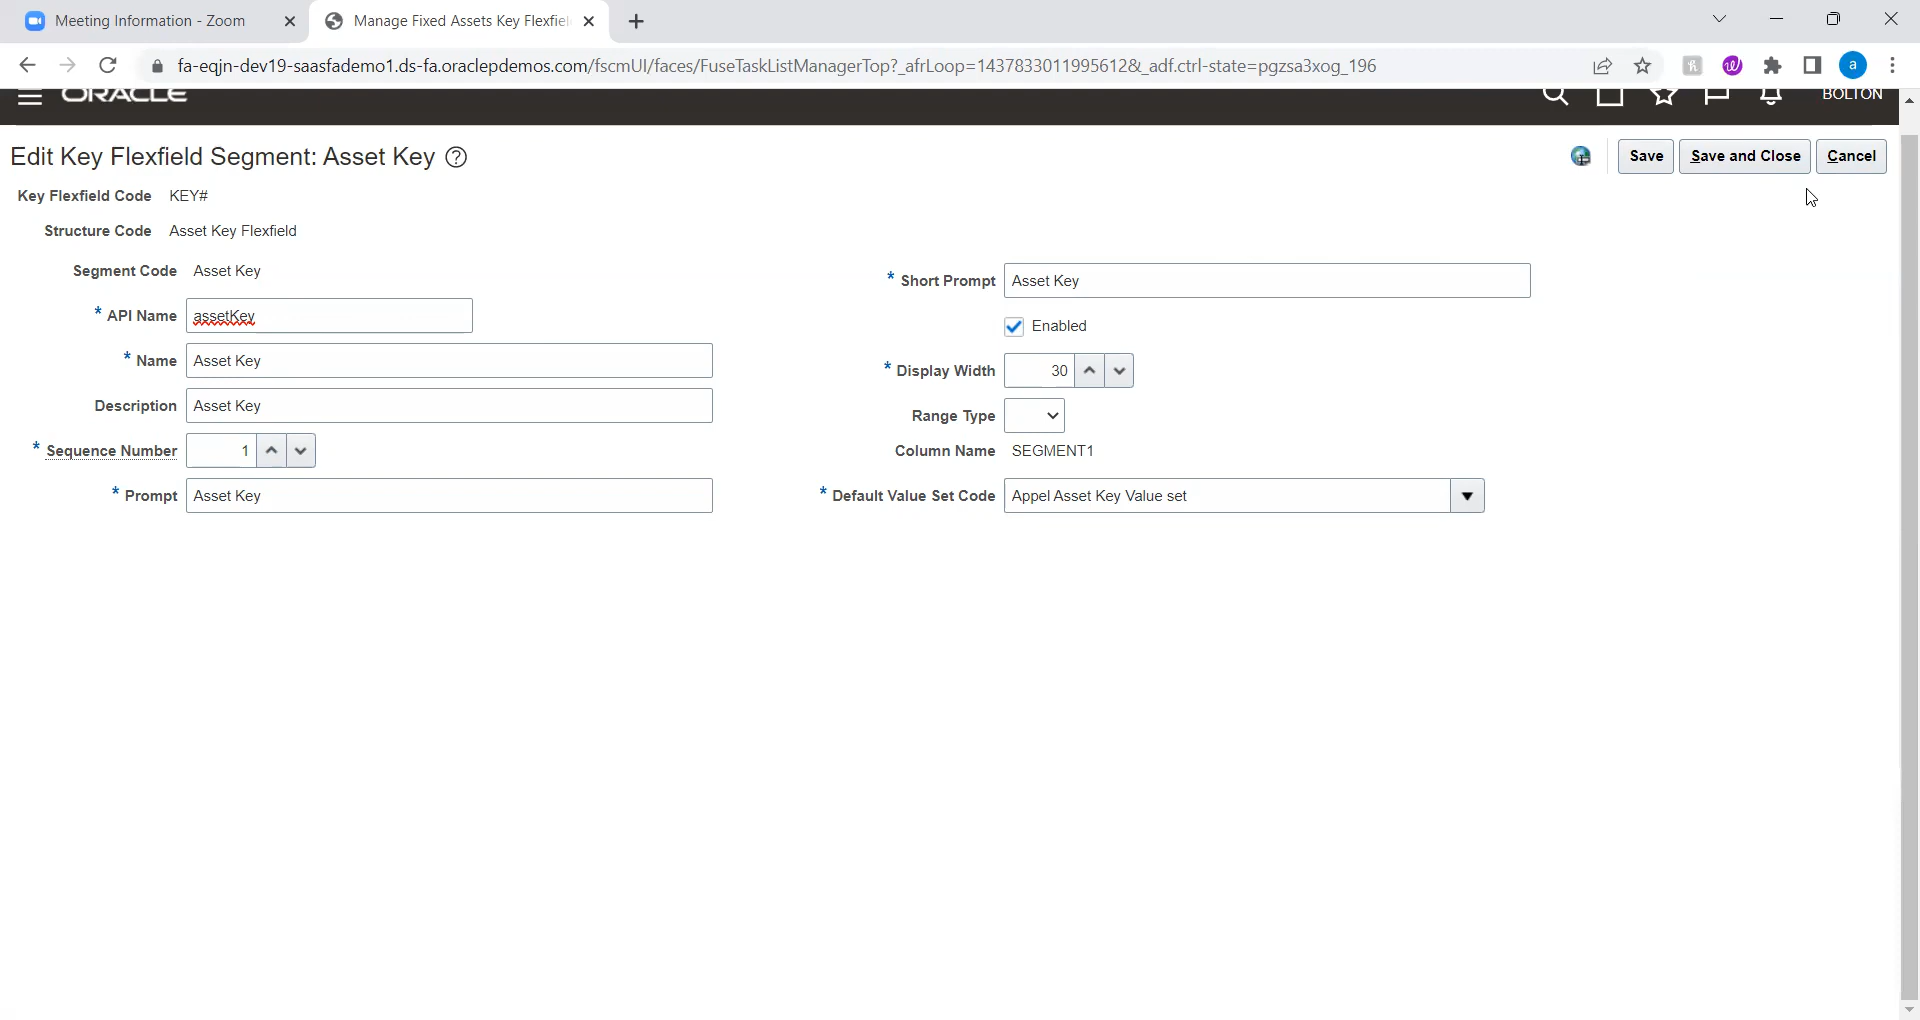 Meeting Information - Zoom
Manage Fixed Assets Key Flexfiel
fa-eqjn-dev19-saasfademo1.ds-fa.oraclepdemos.com/fscmUI/faces/FuseTaskListManagerTop?_afrLoop=14378330119956128&_adf.ctrl-state=pgzsa3xog_196
a
ORACLE
BOLTON
Edit Key Flexfield Segment: Asset Key ?
Save
Save and Close
Cancel
Key Flexfield Code KEY#
Structure Code Asset Key Flexfield
Segment Code Asset Key
* API Name assetKey
* Name Asset Key
Description Asset Key
* Sequence Number 1
* Prompt Asset Key
* Short Prompt Asset Key
Enabled
* Display Width 30
Range Type
Column Name SEGMENT1
* Default Value Set Code Appel Asset Key Value set